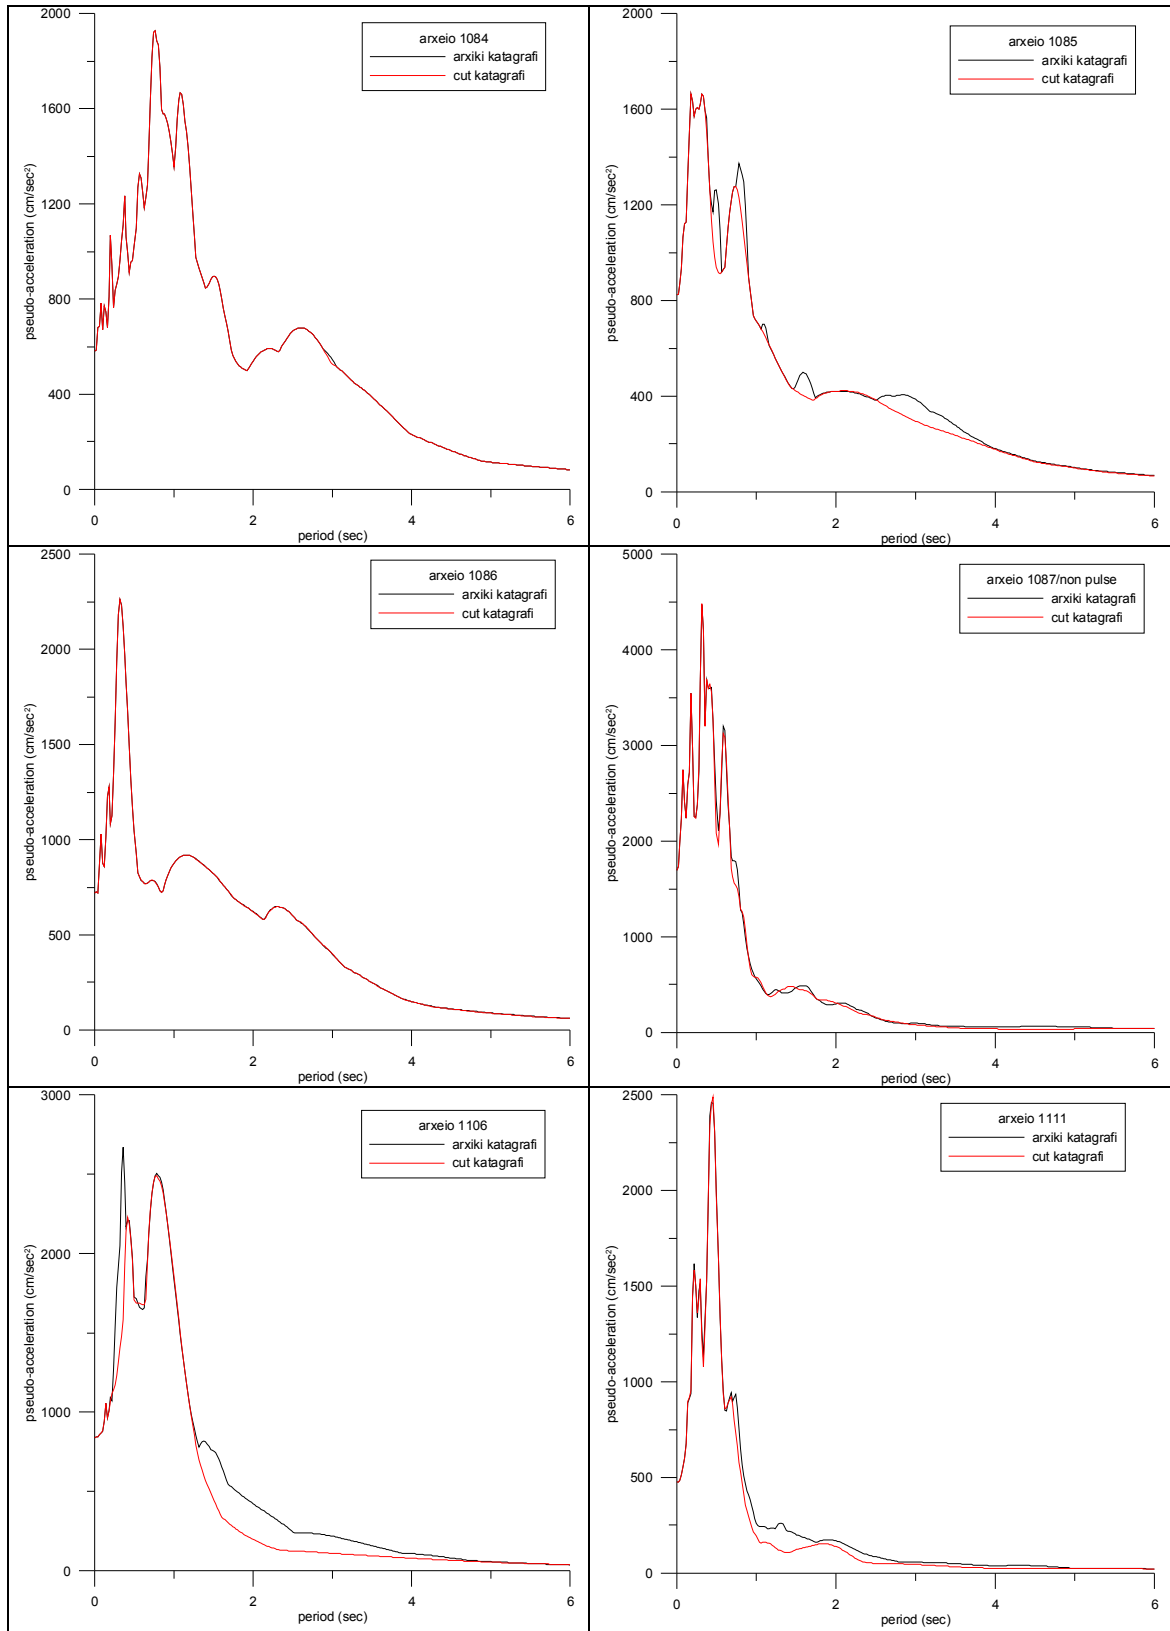 arxeio 1084
arxiki katagrafi
cut katagrafi
pseudo-acceleration (cm/sec²)
2000
1600
1200
800
400
0
0 2 4 6
period (sec)
arxeio 1085
arxiki katagrafi
cut katagrafi
pseudo-acceleration (cm/sec²)
2000
1600
1200
800
400
0
0 2 4 6
period (sec)
arxeio 1086
arxiki katagrafi
cut katagrafi
pseudo-acceleration (cm/sec²)
2500
2000
1500
1000
500
0
0 2 4 6
period (sec)
arxeio 1087/non pulse
arxiki katagrafi
cut katagrafi
pseudo-acceleration (cm/sec²)
5000
4000
3000
2000
1000
0
0 2 4 6
period (sec)
arxeio 1106
arxiki katagrafi
cut katagrafi
pseudo-acceleration (cm/sec²)
3000
2000
1000
0
0 2 4 6
period (sec)
arxeio 1111
arxiki katagrafi
cut katagrafi
pseudo-acceleration (cm/sec²)
2500
2000
1500
1000
500
0
0 2 4 6
period (sec)